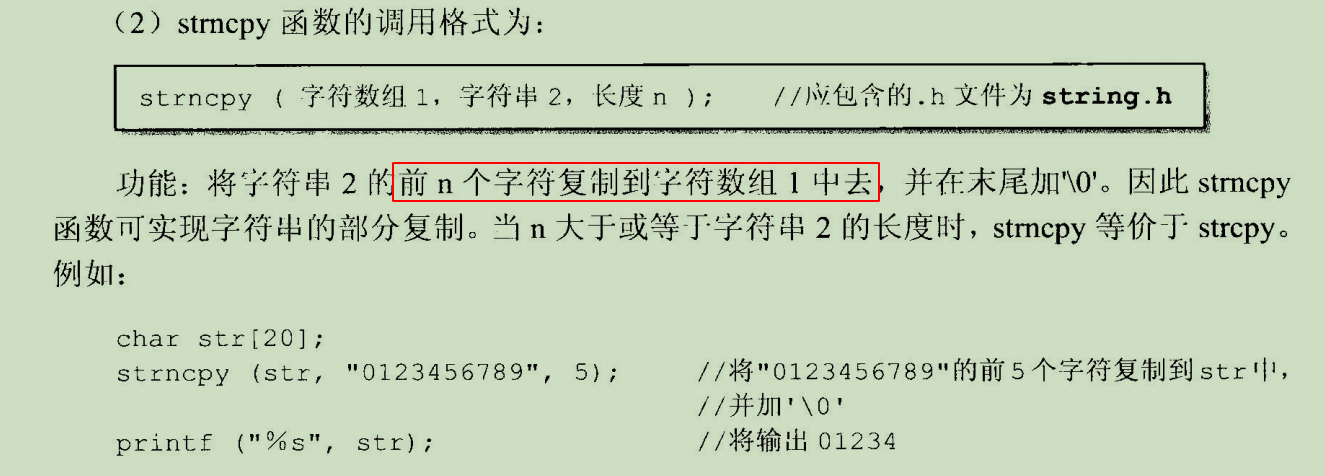 （2）strncpy 函数的调用格式为：
strncpy ( 字符数组 1, 字符串 2, 长度 n ); //应包含的.h 文件为 string.h
功能：将字符串 2 的前 n 个字符复制到字符数组 1 中去，并在末尾加'\0'。因此 strncpy
函数可实现字符串的部分复制。当 n 大于或等于字符串 2 的长度时，strncpy 等价于 strcpy。
例如：
char str[20];
strncpy (str, "0123456789", 5); //将"0123456789"的前5个字符复制到str中，
//并加'\0'
printf ("%s", str); //将输出 01234